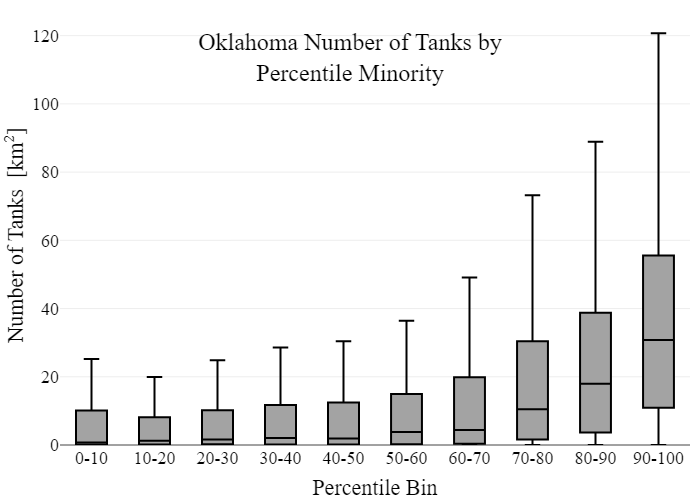 Oklahoma Number of Tanks by
Percentile Minority
Number of Tanks [km²]
120
100
80
60
40
20
0
0-10 10-20 20-30 30-40 40-50 50-60 60-70 70-80 80-90 90-100
Percentile Bin